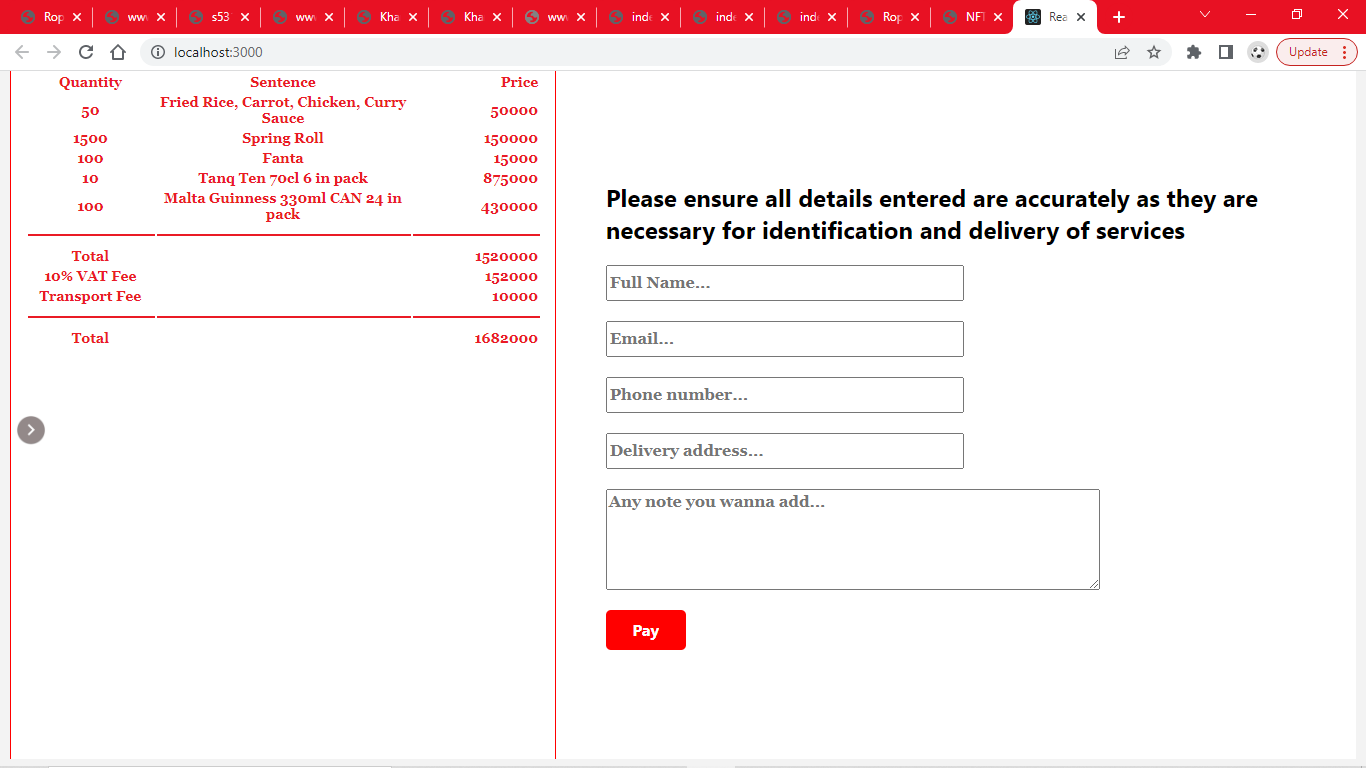 Rop
www
s53
www
Kha
Kha
www
inde
inde
inde
Rop
NFT
Rea
localhost:3000
Update
Quantity Sentence Price
50 Fried Rice, Carrot, Chicken, Curry Sauce 50000
1500 Spring Roll 150000
100 Fanta 15000
10 Tanq Ten 70cl 6 in pack 875000
100 Malta Guinness 330ml CAN 24 in pack 430000
Total 1520000
10% VAT Fee 152000
Transport Fee 10000
Total 1682000
Please ensure all details entered are accurately as they are
necessary for identification and delivery of services
Full Name...
Email...
Phone number...
Delivery address...
Any note you wanna add...
Pay